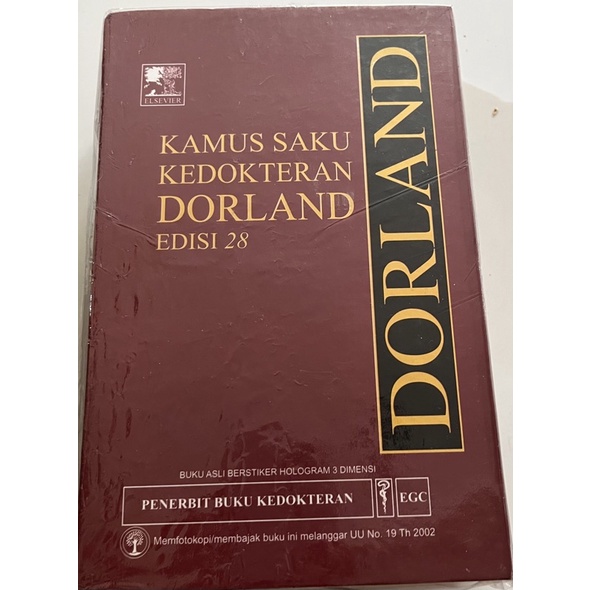 ELSEVIER
KAMUS SAKU
KEDOKTERAN
DORLAND
EDISI 28
DORLAND
BUKU ASLI BERSTIKER HOLOGRAM 3 DIMENSI
PENERBIT BUKU KEDOKTERAN
EGC
Memfotokopi/membajak buku ini melanggar UU No. 19 Th 2002